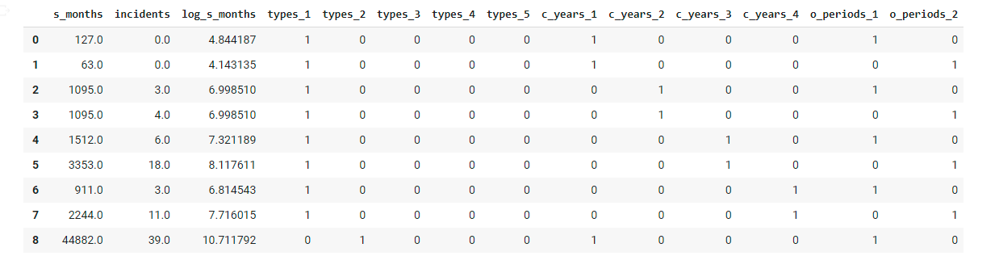 s_months incidents log_s_months types_1 types_2 types_3 types_4 types_5 c_years_1 c_years_2 c_years_3 c_years_4 o_periods_1 o_periods_2
0 127.0 0.0 4.844187 1 0 0 0 0 1 0 0 0 1 0
1 63.0 0.0 4.143135 1 0 0 0 0 1 0 0 0 0 1
2 1095.0 3.0 6.998510 1 0 0 0 0 0 1 0 0 1 0
3 1095.0 4.0 6.998510 1 0 0 0 0 0 1 0 0 0 1
4 1512.0 6.0 7.321189 1 0 0 0 0 0 0 1 0 1 0
5 3353.0 18.0 8.117611 1 0 0 0 0 0 0 1 0 0 1
6 911.0 3.0 6.814543 1 0 0 0 0 0 0 0 1 1 0
7 2244.0 11.0 7.716015 1 0 0 0 0 0 0 0 1 0 1
8 44882.0 39.0 10.711792 0 1 0 0 0 1 0 0 0 1 0